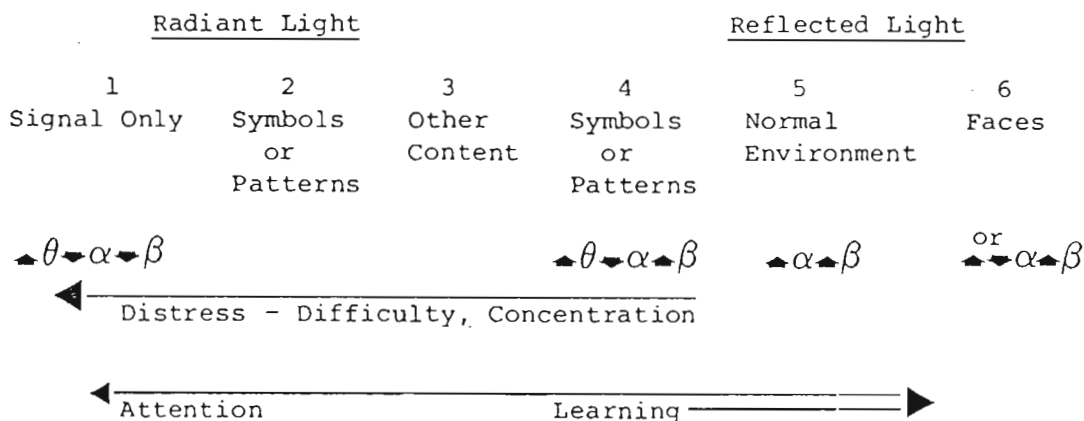 Radiant Light Reflected Light
1 2 3 4 5 6
Signal Only Symbols Other Symbols Normal Faces
or Content or Environment
Patterns Patterns
or
θ α β θ α β α β α β
Distress - Difficulty, Concentration
Attention Learning